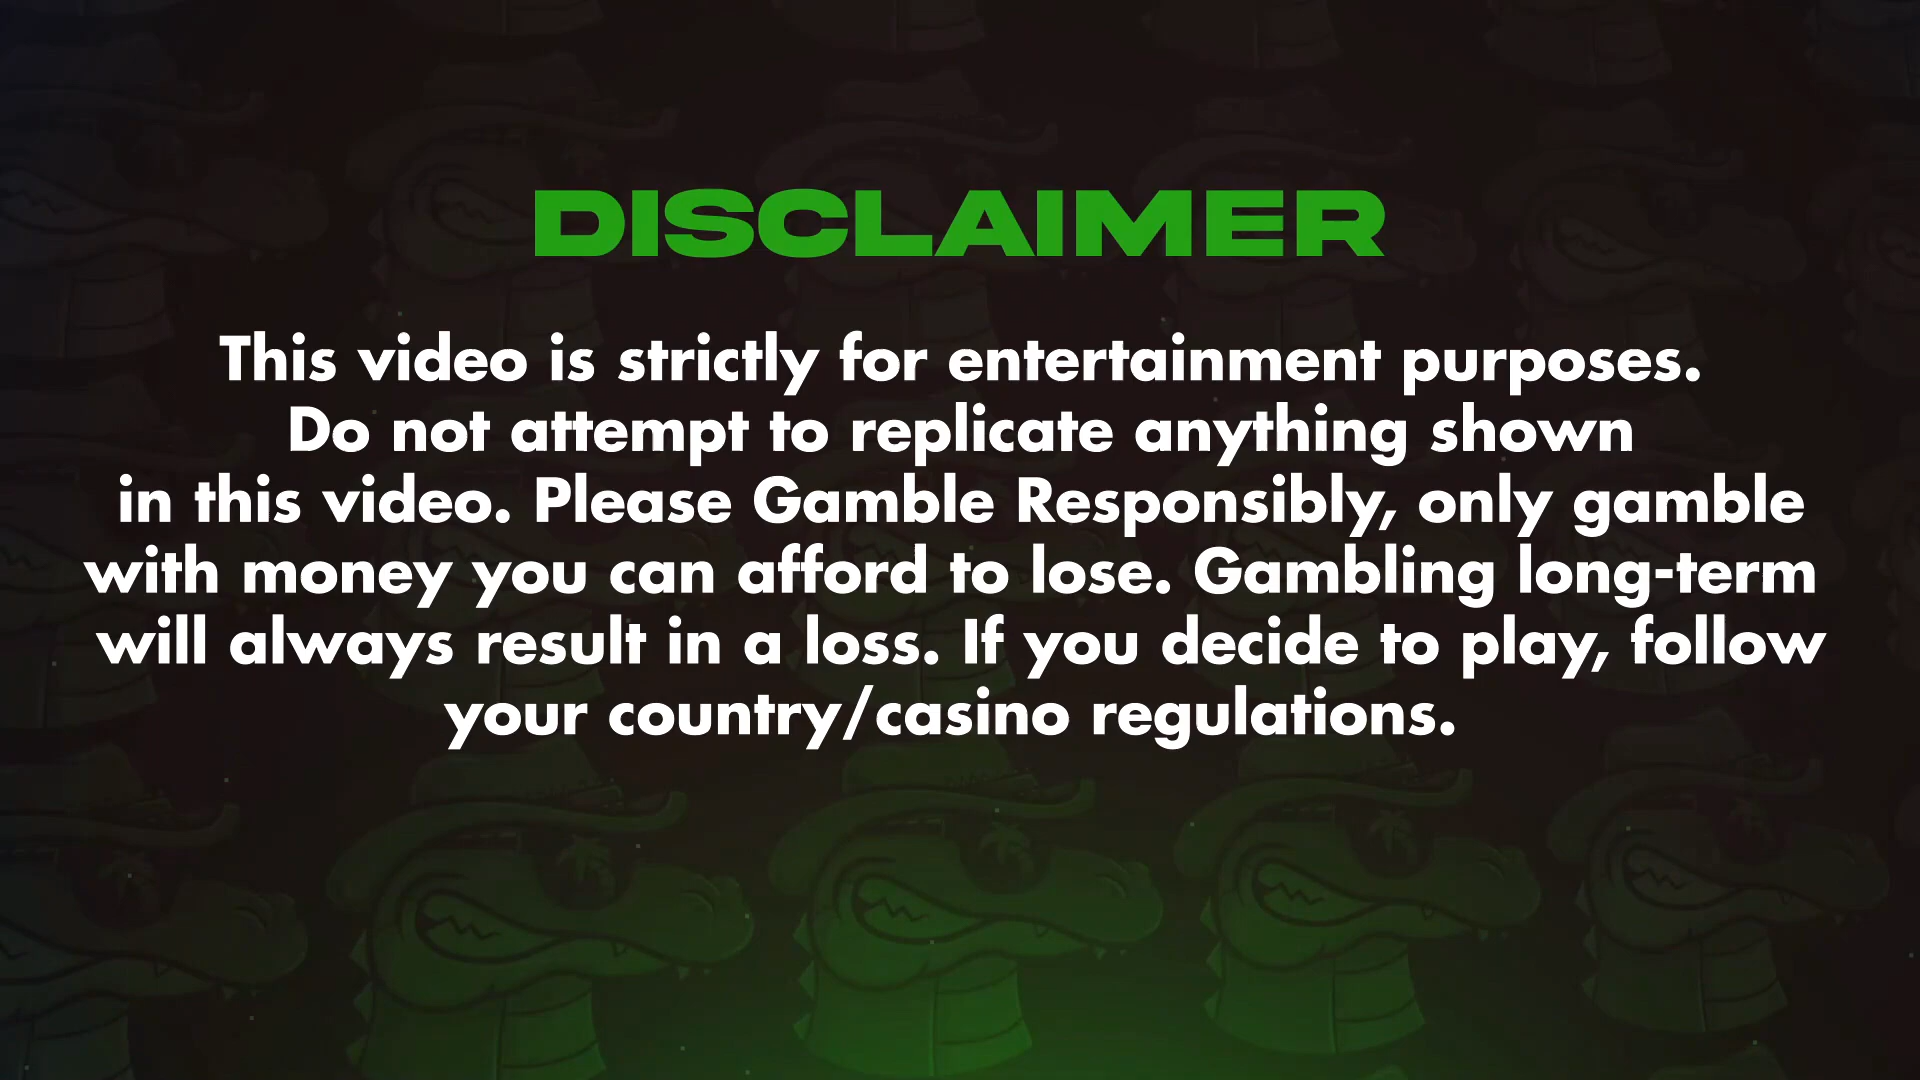 DISCLAIMER
This video is strictly for entertainment purposes.
Do not attempt to replicate anything shown
in this video. Please Gamble Responsibly, only gamble
with money you can afford to lose. Gambling long-term
will always result in a loss. If you decide to play, follow
your country/casino regulations.